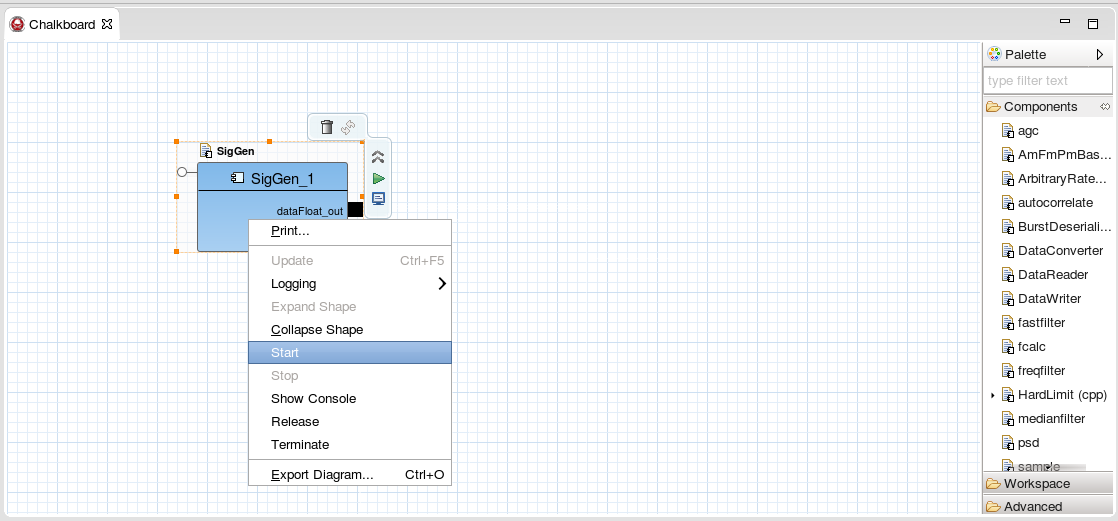 Chalkboard
Palette
type filter text
Components
agc
AmFmPmBas...
ArbitraryRate...
autocorrelate
BurstDeseriali...
DataConverter
DataReader
DataWriter
fastfilter
fcalc
freqfilter
HardLimit (cpp)
medianfilter
psd
sample
Workspace
Advanced
SigGen
SigGen_1
dataFloat_out
Print...
Update Ctrl+F5
Logging
Expand Shape
Collapse Shape
Start
Stop
Show Console
Release
Terminate
Export Diagram... Ctrl+O